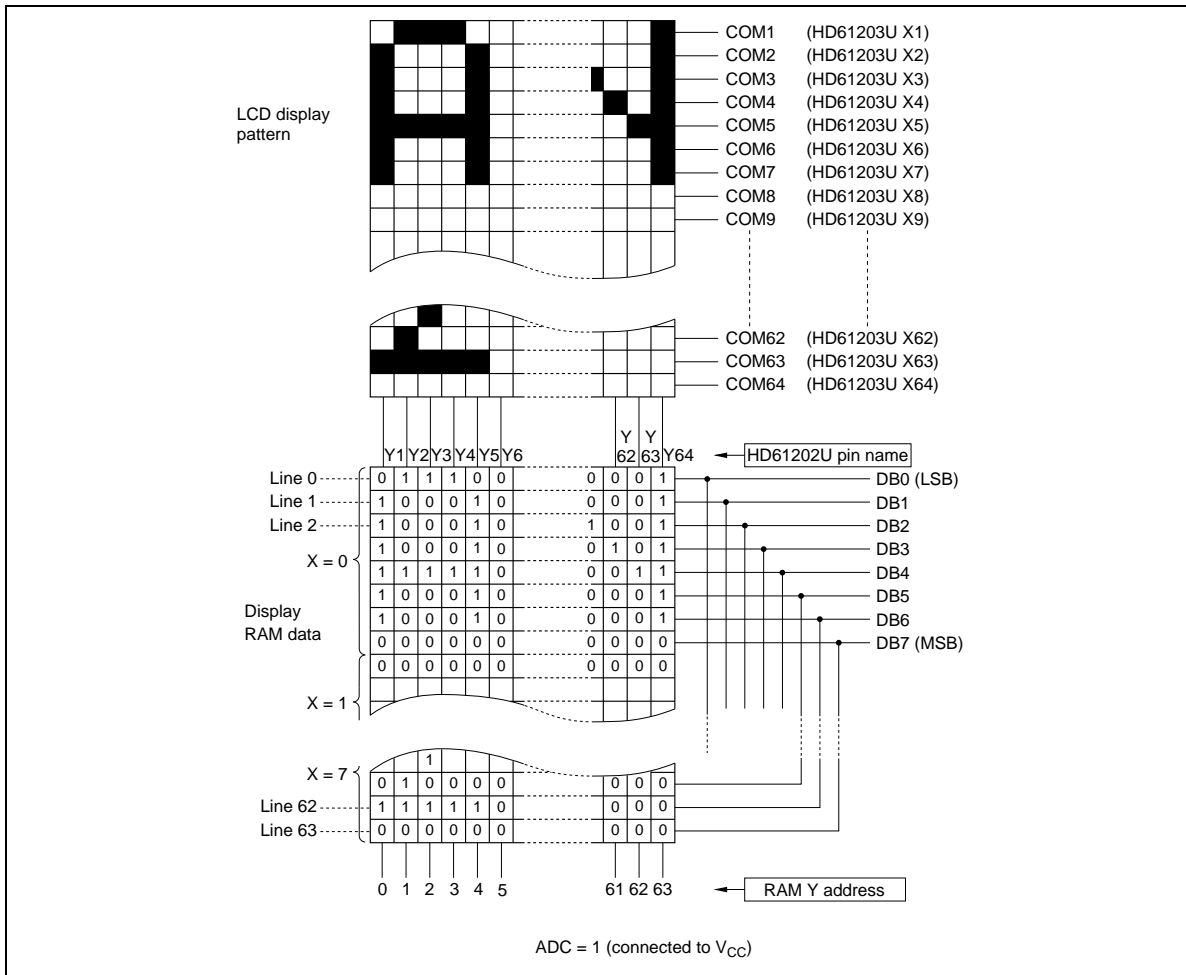 COM1 (HD61203U X1)
COM2 (HD61203U X2)
COM3 (HD61203U X3)
COM4 (HD61203U X4)
LCD display
pattern
COM5 (HD61203U X5)
COM6 (HD61203U X6)
COM7 (HD61203U X7)
COM8 (HD61203U X8)
COM9 (HD61203U X9)
COM62 (HD61203U X62)
COM63 (HD61203U X63)
COM64 (HD61203U X64)
Y1 Y2 Y3 Y4 Y5 Y6 Y 62 Y 63 Y64
HD61202U pin name
Line 0 0 1 1 1 0 0 0 0 0 1 DB0 (LSB)
Line 1 1 0 0 0 1 0 0 0 0 1 DB1
Line 2 1 0 0 0 1 0 1 0 0 1 DB2
1 0 0 0 1 0 0 1 0 1 DB3
X = 0
1 1 1 1 1 0 0 0 1 1 DB4
1 0 0 0 1 0 0 0 0 1 DB5
Display
RAM data
1 0 0 0 1 0 0 0 0 1 DB6
0 0 0 0 0 0 0 0 0 0 DB7 (MSB)
0 0 0 0 0 0 0 0 0 0
X = 1
1
X = 7
0 1 0 0 0 0 0 0 0
Line 62 1 1 1 1 1 0 0 0 0
Line 63 0 0 0 0 0 0 0 0 0
0 1 2 3 4 5 61 62 63
RAM Y address
ADC = 1 (connected to VCC)